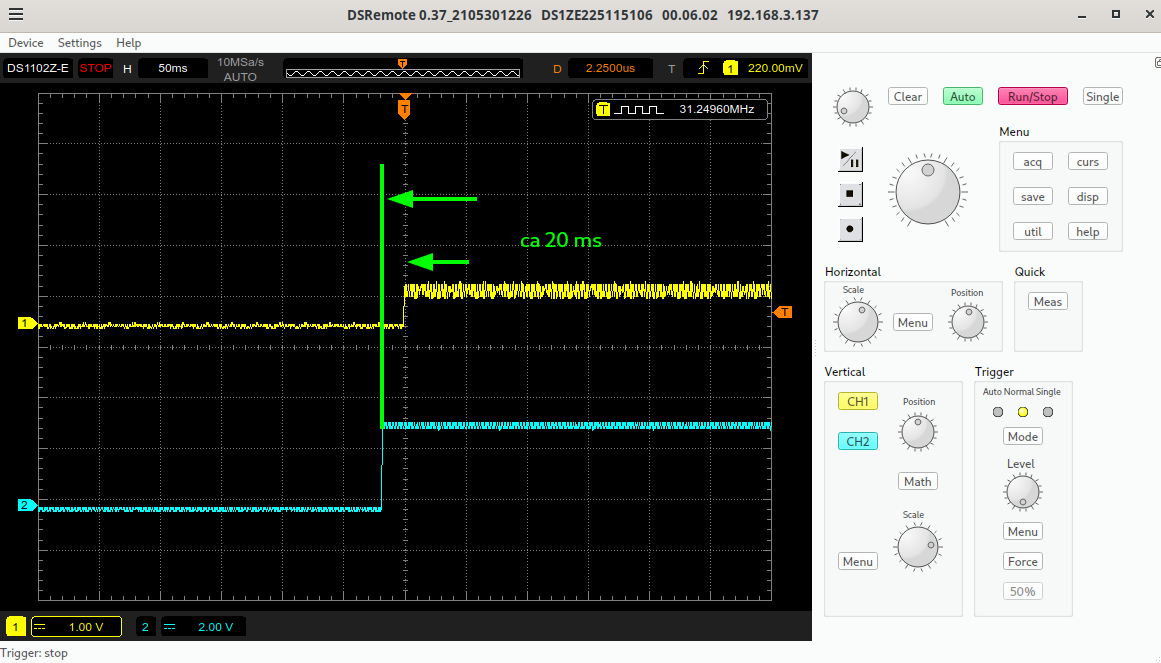 DSRemote 0.37_2105301226 DS1ZE225115106 00.06.02 192.168.3.137
Device Settings Help
DS1102Z-E STOP H 50ms 10MSa/s AUTO T D 2.2500us T 1 220.00mV
T
T 31.24960MHz
ca 20 ms
1
T
2
1 1.00 V 2 2.00 V
Trigger: stop
Clear Auto Run/Stop Single
Menu
acq curs
save disp
util help
Horizontal
Scale
Position
Menu
Quick
Meas
Vertical
CH1
Position
CH2
Math
Scale
Menu
Trigger
Auto Normal Single
Mode
Level
Menu
Force
50%